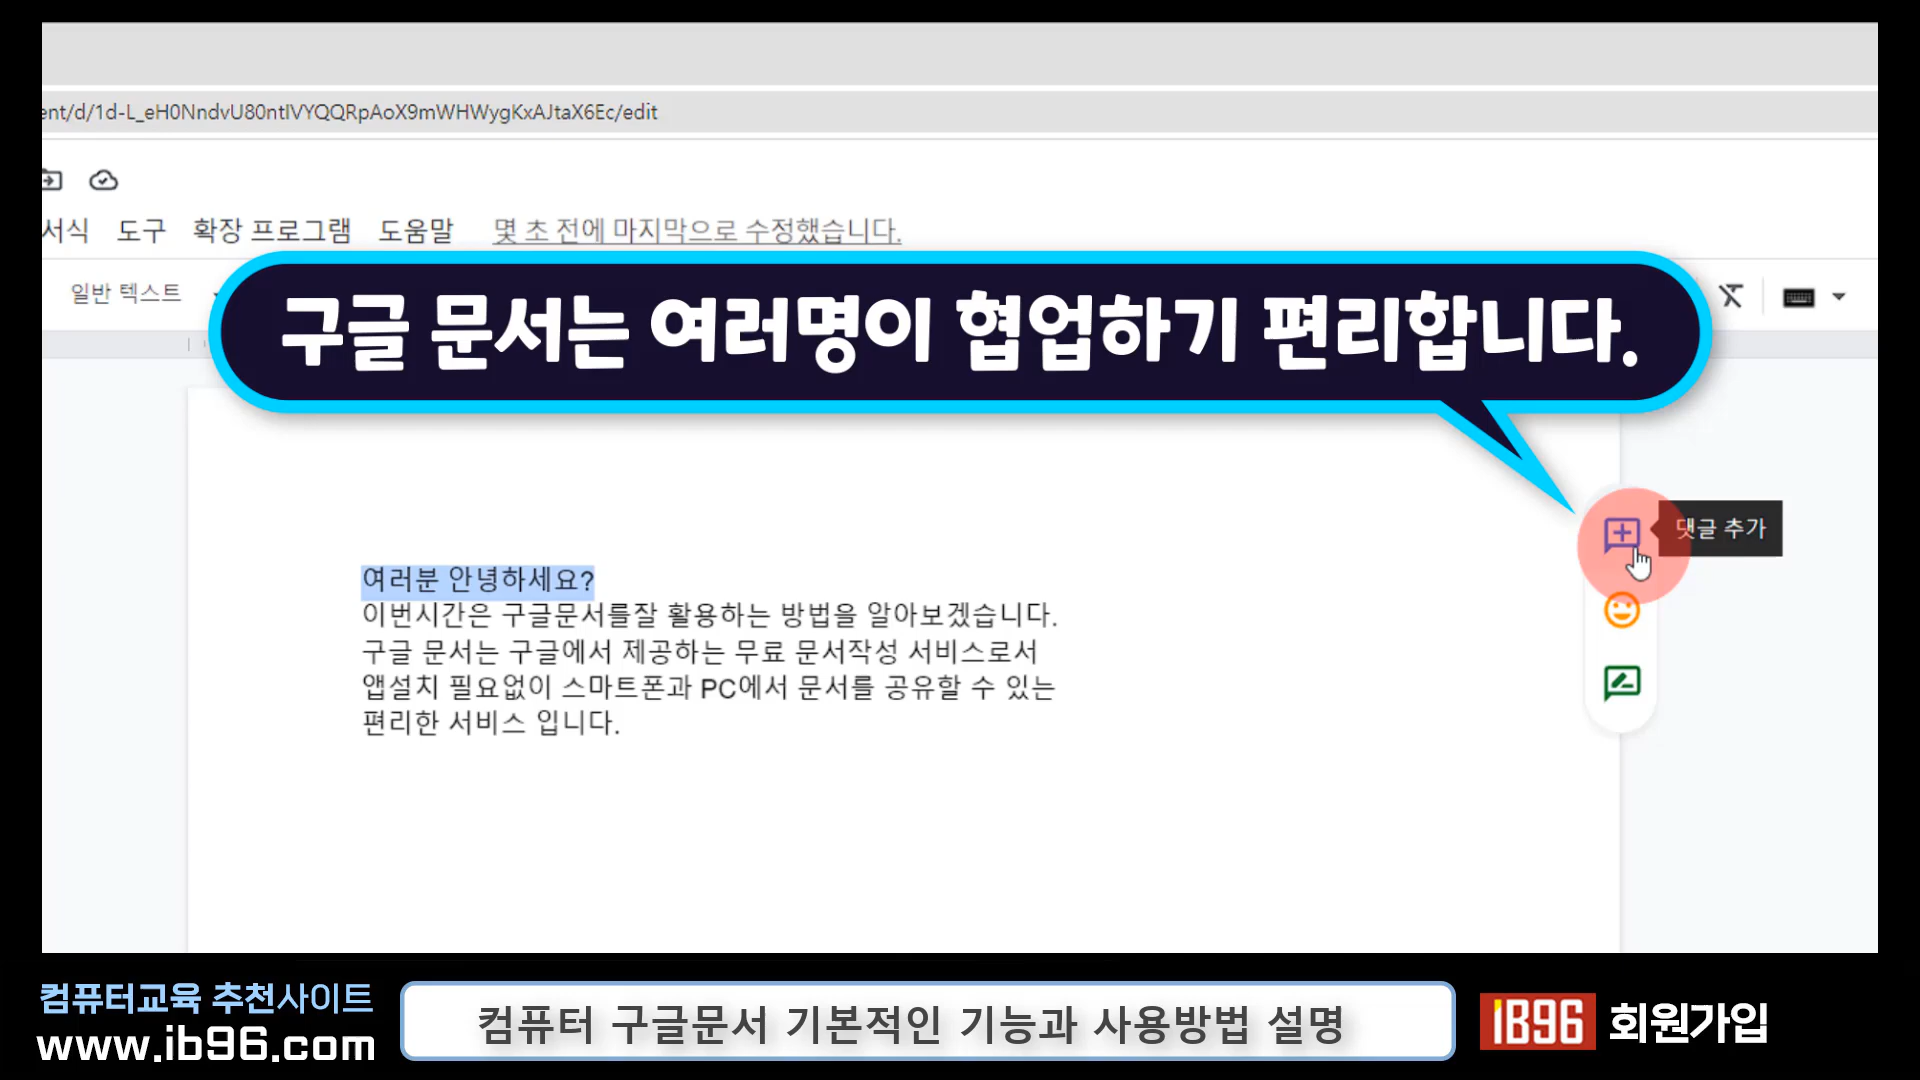 ent/d/1d-L_eH0NndvU80ntIVYQQRpAoX9mWHWygKxAJtaX6Ec/edit
서식 도구 확장 프로그램 도움말 몇 초 전에 마지막으로 수정했습니다.
일반 텍스트
구글 문서는 여러명이 협업하기 편리합니다.
댓글 추가
여러분 안녕하세요?
이번시간은 구글문서를잘 활용하는 방법을 알아보겠습니다.
구글 문서는 구글에서 제공하는 무료 문서작성 서비스로서
앱설치 필요없이 스마트폰과 PC에서 문서를 공유할 수 있는
편리한 서비스 입니다.
컴퓨터교육 추천사이트
www.ib96.com
컴퓨터 구글문서 기본적인 기능과 사용방법 설명
IB96 회원가입